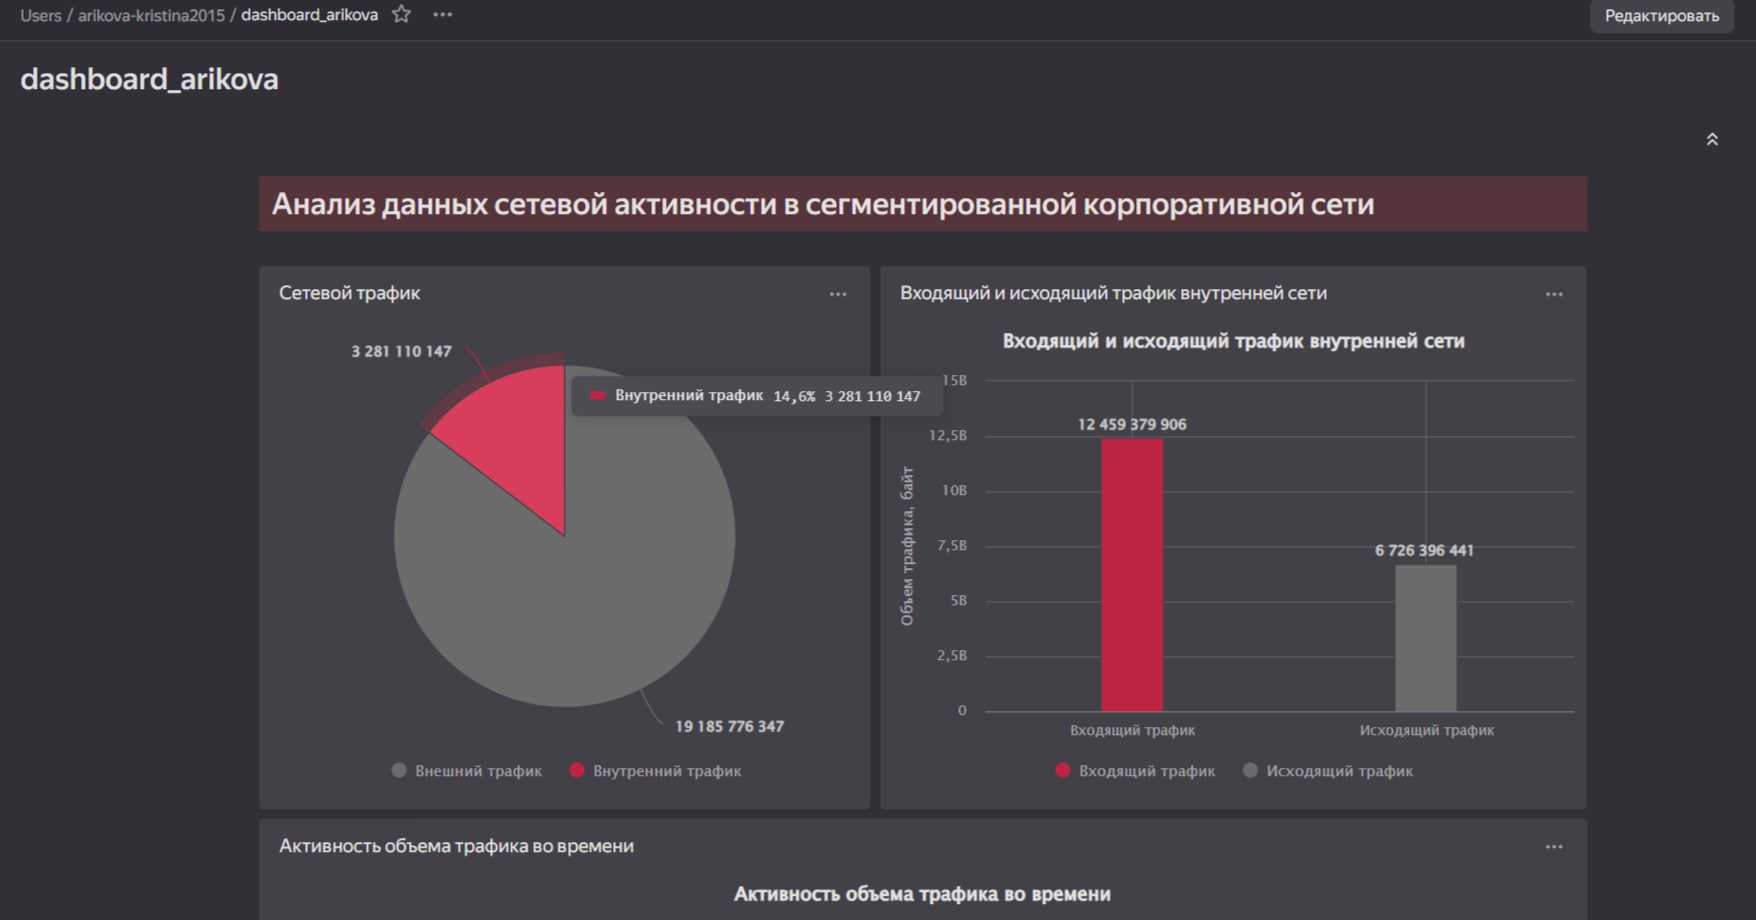 Users / arikova-kristina2015 / dashboard_arikova
Редактировать
dashboard_arikova
Анализ данных сетевой активности в сегментированной корпоративной сети
Сетевой трафик
3 281 110 147
Внутренний трафик 14,6% 3 281 110 147
19 185 776 347
Внешний трафик
Внутренний трафик
Входящий и исходящий трафик внутренней сети
Входящий и исходящий трафик внутренней сети
Объем трафика, байт
15B
12,5B
10B
7,5B
5B
2,5B
0
12 459 379 906
6 726 396 441
Входящий трафик
Исходящий трафик
Входящий трафик
Исходящий трафик
Активность объема трафика во времени
Активность объема трафика во времени